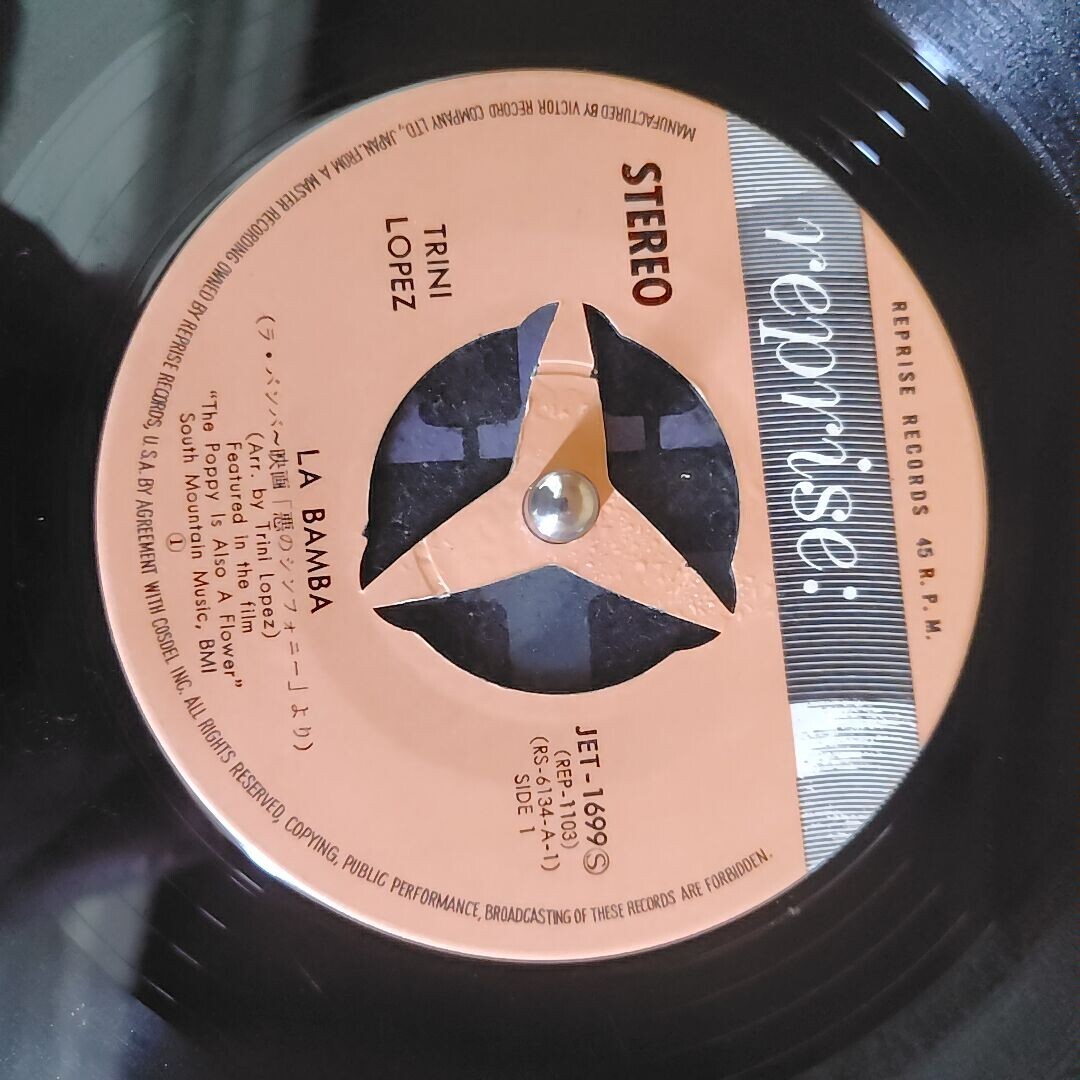 REPRISE RECORDS 45 R. P. M.
reprise:
STEREO
TRINI
LOPEZ
JET-1699Ⓢ
(REP-1103)
(RS-6134-A-1)
SIDE 1
LA BAMBA
(ラ・バンバ～映画「悪のシンフォニー」より)
(Arr. by Trini Lopez)
Featured in the film
"The Poppy Is Also A Flower"
South Mountain Music, BMI
①
MANUFACTURED BY VICTOR RECORD COMPANY LTD., JAPAN, FROM A MASTER RECORDING OWNED BY REPRISE RECORDS, U.S.A. BY AGREEMENT WITH COSDEL INC. ALL RIGHTS RESERVED, COPYING, PUBLIC PERFORMANCE, BROADCASTING OF THESE RECORDS ARE FORBIDDEN.